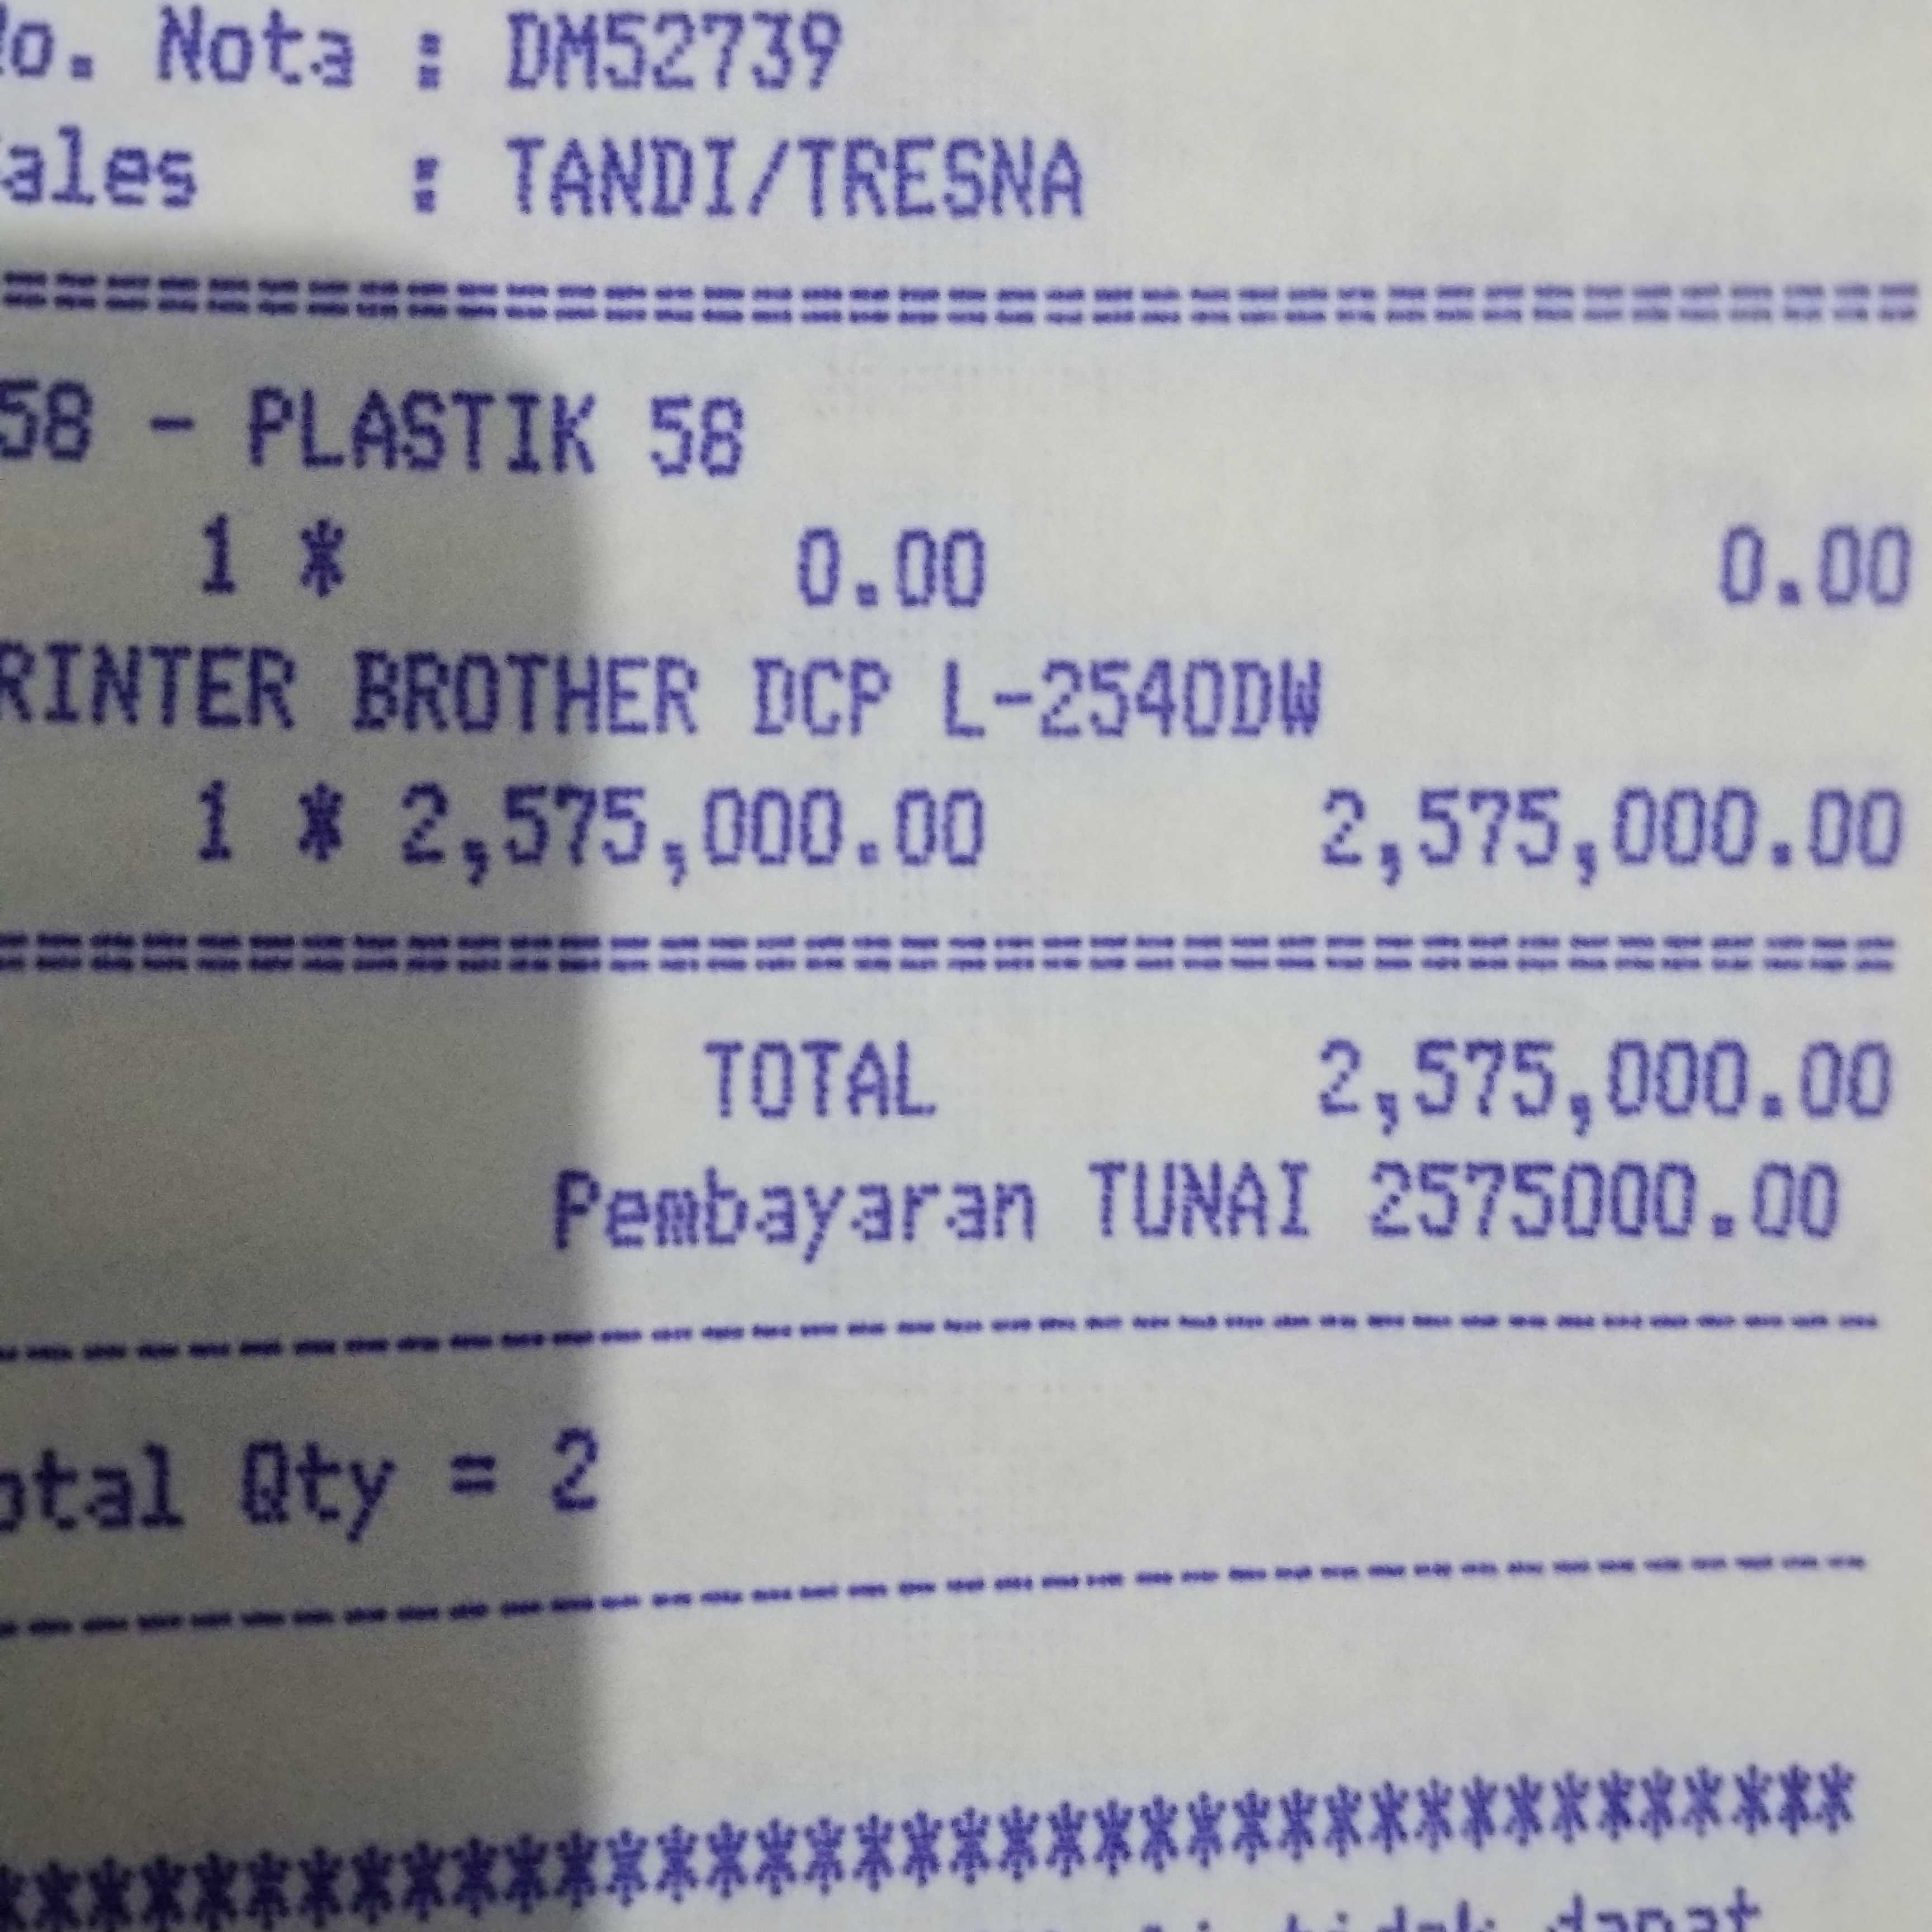 o. Nota : DM52739
ales : TANDI/TRESNA
================================================
58 - PLASTIK 58
1 * 0.00 0.00
RINTER BROTHER DCP L-2540DW
1 * 2,575,000.00 2,575,000.00
================================================
TOTAL 2,575,000.00
Pembayaran TUNAI 2575000.00
------------------------------------------------
otal Qty = 2
------------------------------------------------
**************************************
tidak dapat